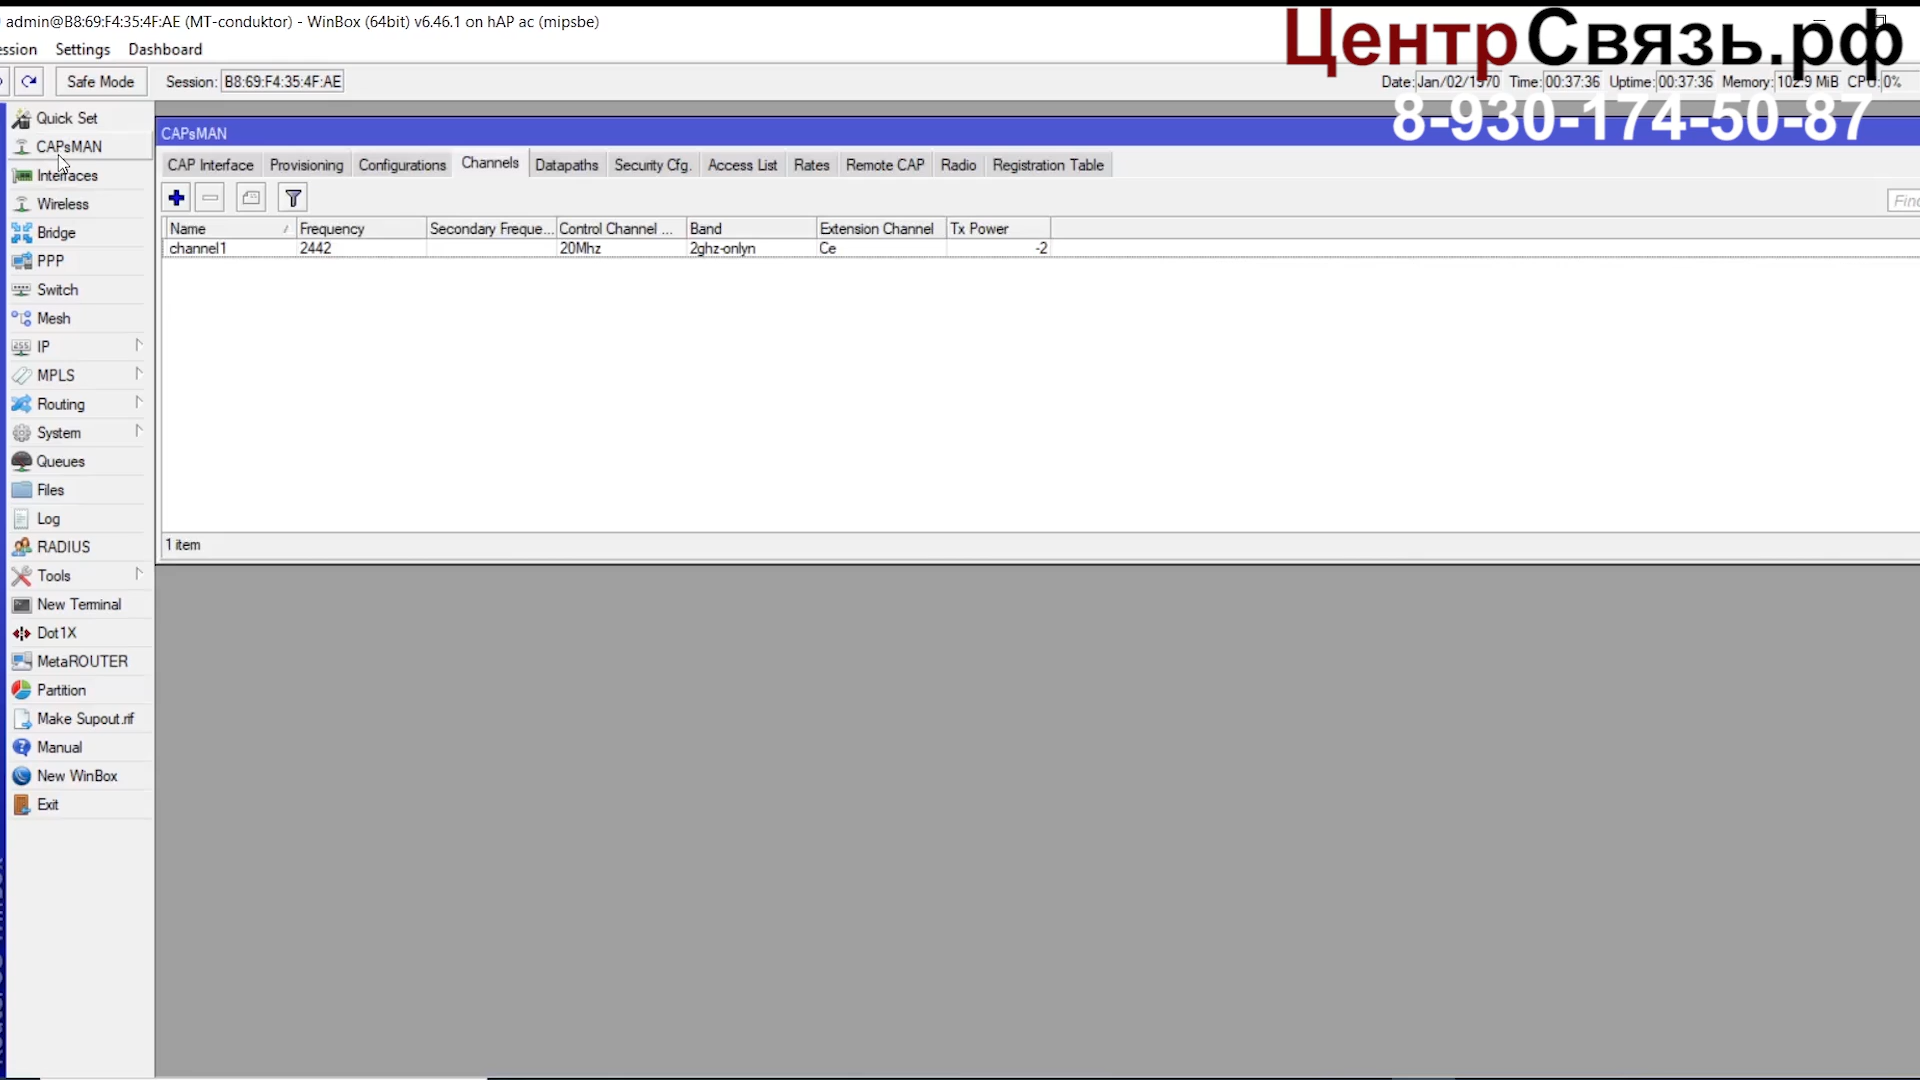 admin@B8:69:F4:35:4F:AE (MT-conduktor) - WinBox (64bit) v6.46.1 on hAP ac (mipsbe)
ЦентрСвязь.рф
ession Settings Dashboard
Safe Mode Session: B8:69:F4:35:4F:AE Date: Jan/02/1970 Time: 00:37:36 Uptime: 00:37:36 Memory: 102.9 MiB CPU: 0%
8-930-174-50-87
Quick Set
CAPsMAN
Interfaces
Wireless
Bridge
PPP
Switch
Mesh
IP
MPLS
Routing
System
Queues
Files
Log
RADIUS
Tools
New Terminal
Dot1X
MetaROUTER
Partition
Make Supout.rif
Manual
New WinBox
Exit
CAPsMAN
CAP Interface Provisioning Configurations Channels Datapaths Security Cfg. Access List Rates Remote CAP Radio Registration Table
Find
Name Frequency Secondary Freque... Control Channel ... Band Extension Channel Tx Power
channel1 2442 20Mhz 2ghz-onlyn Ce -2
1 item